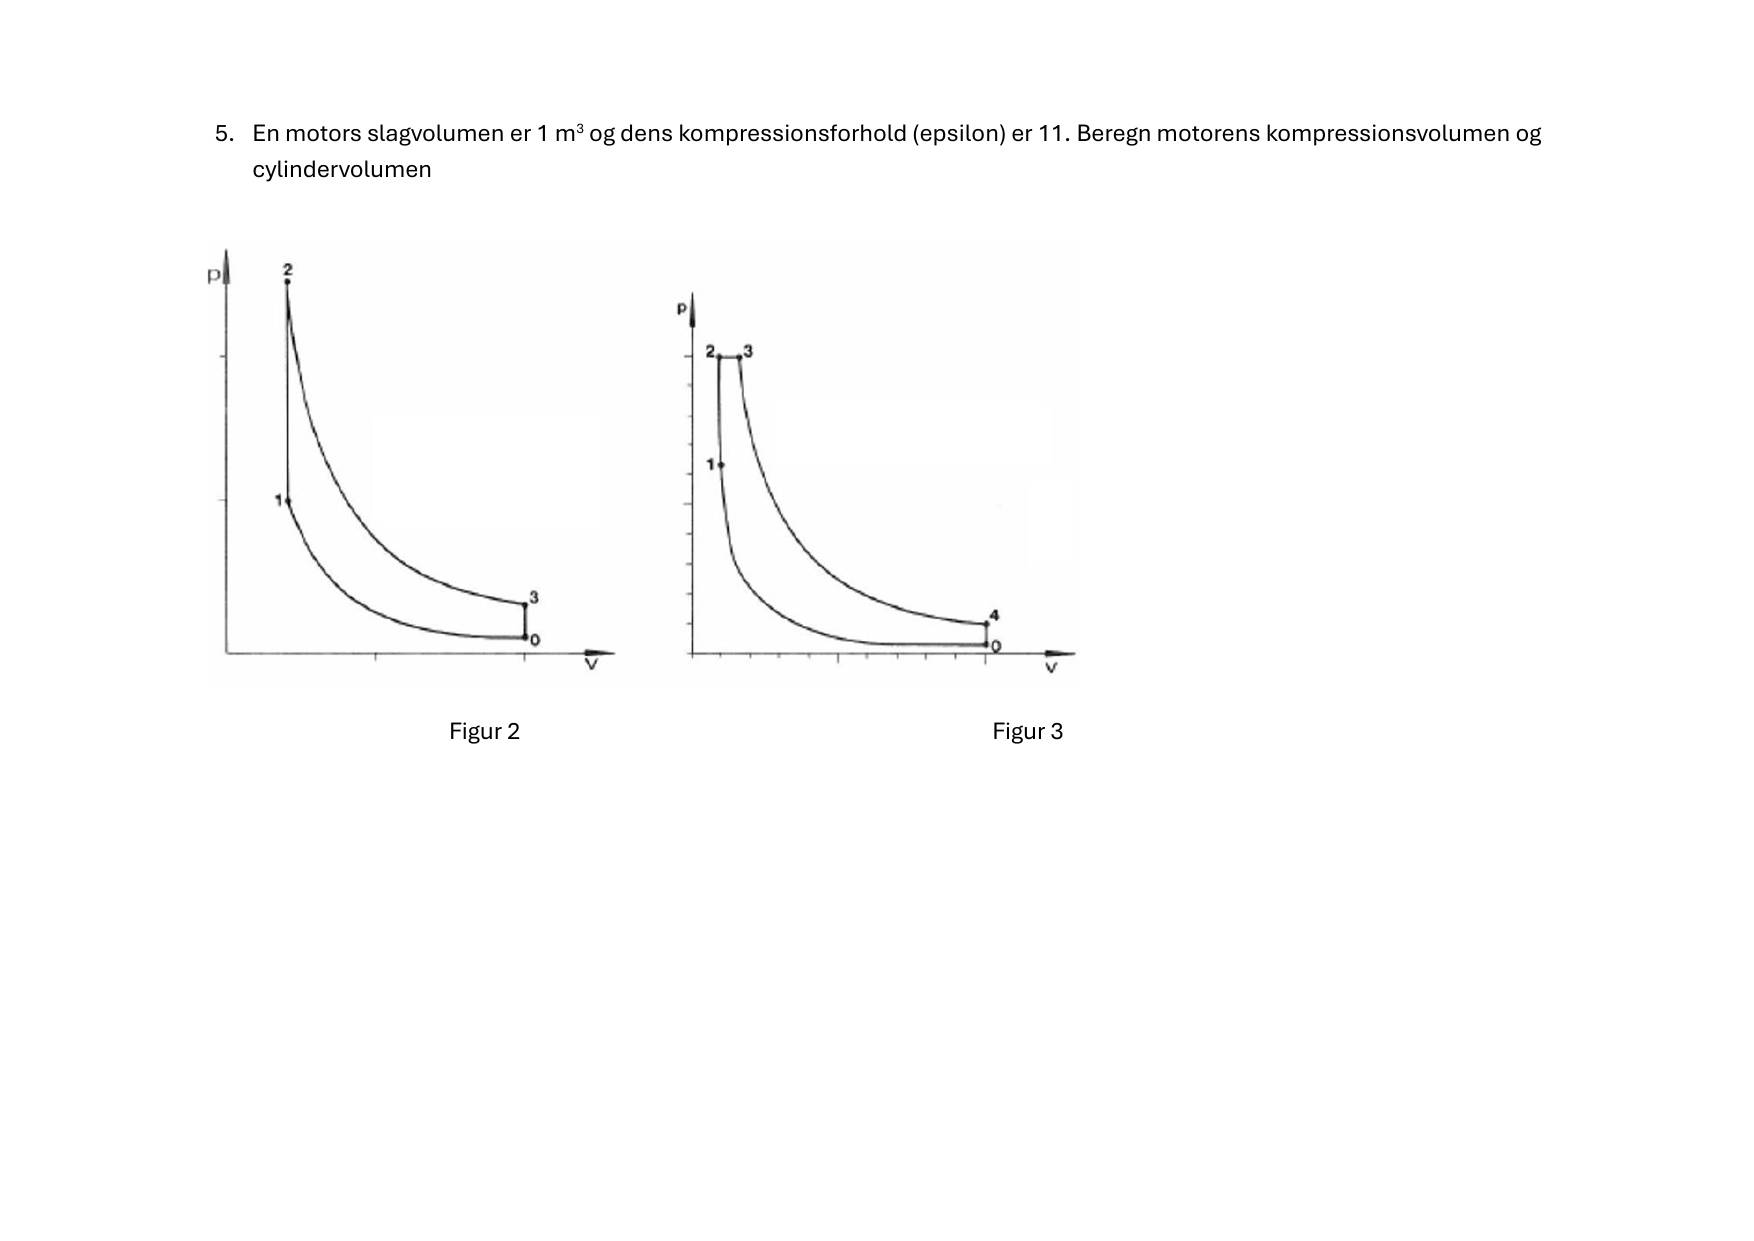 5. En motors slagvolumen er 1 m³ og dens kompressionsforhold (epsilon) er 11. Beregn motorens kompressionsvolumen og
cylindervolumen
p
2
1
3
0
v
p
2
3
1
4
0
v
Figur 2
Figur 3